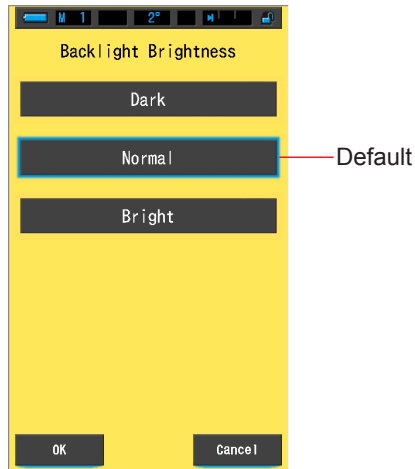 M 1 2°
Backlight Brightness
Dark
Normal
Default
Bright
OK Cancel